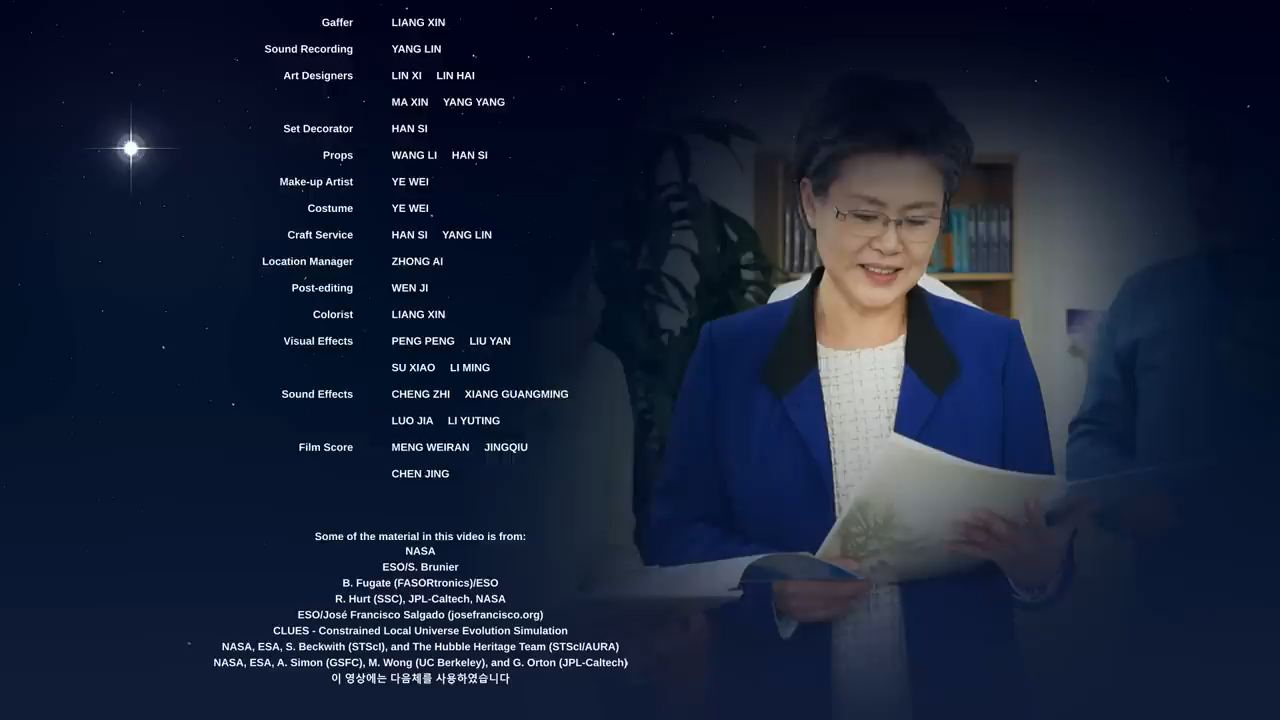 Gaffer LIANG XIN
Sound Recording YANG LIN
Art Designers LIN XI LIN HAI
MA XIN YANG YANG
Set Decorator HAN SI
Props WANG LI HAN SI
Make-up Artist YE WEI
Costume YE WEI
Craft Service HAN SI YANG LIN
Location Manager ZHONG AI
Post-editing WEN JI
Colorist LIANG XIN
Visual Effects PENG PENG LIU YAN
SU XIAO LI MING
Sound Effects CHENG ZHI XIANG GUANGMING
LUO JIA LI YUTING
Film Score MENG WEIRAN JINGQIU
CHEN JING
Some of the material in this video is from:
NASA
ESO/S. Brunier
B. Fugate (FASORtronics)/ESO
R. Hurt (SSC), JPL-Caltech, NASA
ESO/José Francisco Salgado (josefrancisco.org)
CLUES - Constrained Local Universe Evolution Simulation
NASA, ESA, S. Beckwith (STScI), and The Hubble Heritage Team (STScI/AURA)
NASA, ESA, A. Simon (GSFC), M. Wong (UC Berkeley), and G. Orton (JPL-Caltech)
이 영상에는 다음체를 사용하였습니다